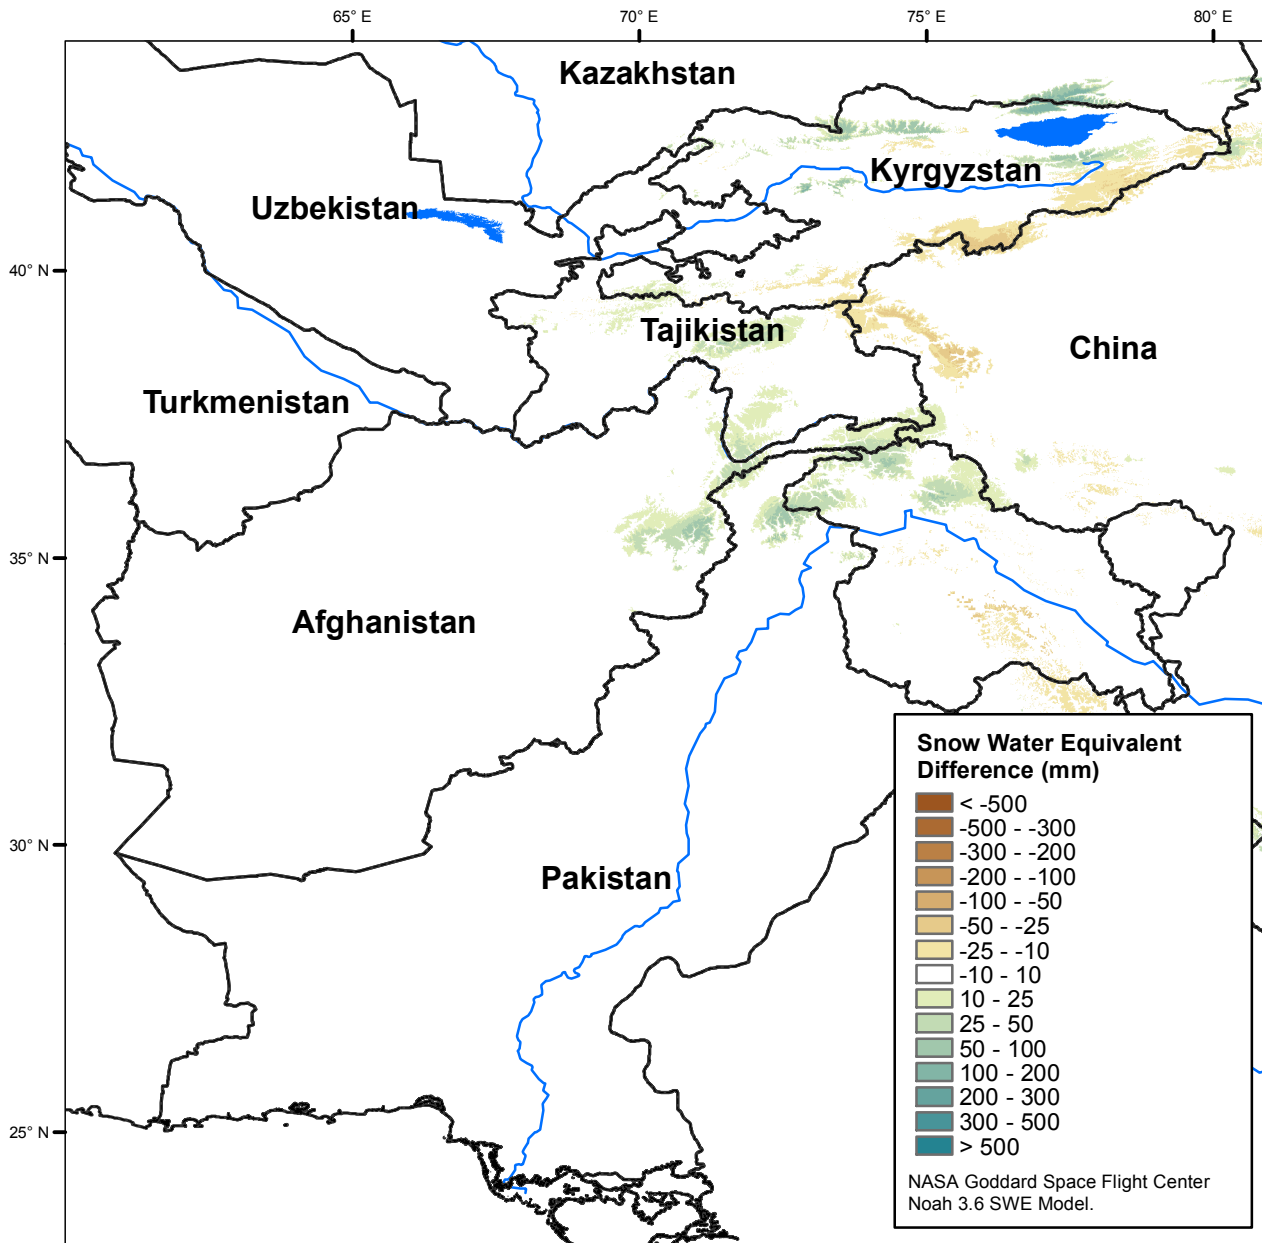 65° E
70° E
75° E
80° E
Kazakhstan
Kyrgyzstan
Uzbekistan
40° N
Tajikistan
China
Turkmenistan
35° N
Afghanistan
Snow Water Equivalent
Difference (mm)
< -500
-500 - -300
-300 - -200
-200 - -100
-100 - -50
-50 - -25
-25 - -10
-10 - 10
10 - 25
25 - 50
50 - 100
100 - 200
200 - 300
300 - 500
> 500
NASA Goddard Space Flight Center
Noah 3.6 SWE Model.
30° N
Pakistan
25° N